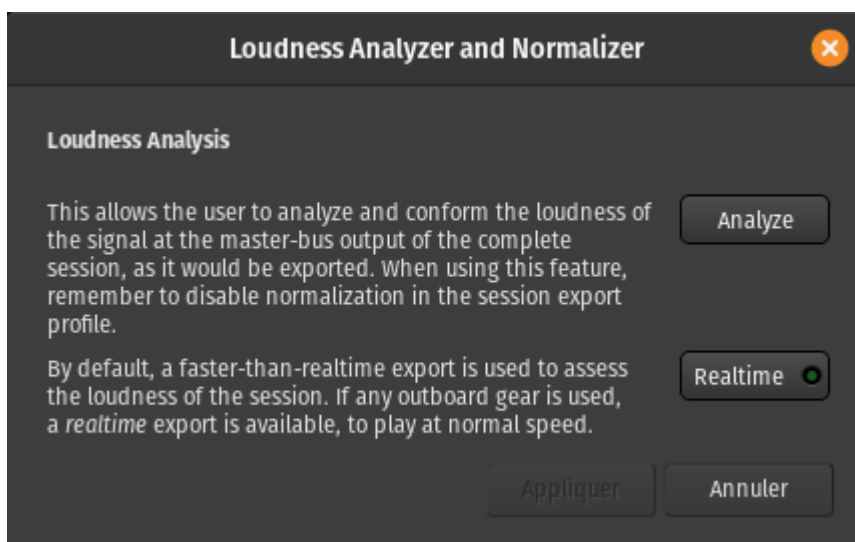 Loudness Analyzer and Normalizer
Loudness Analysis
This allows the user to analyze and conform the loudness of
the signal at the master-bus output of the complete
session, as it would be exported. When using this feature,
remember to disable normalization in the session export
profile.
Analyze
By default, a faster-than-realtime export is used to assess
the loudness of the session. If any outboard gear is used,
a realtime export is available, to play at normal speed.
Realtime
Appliquer
Annuler